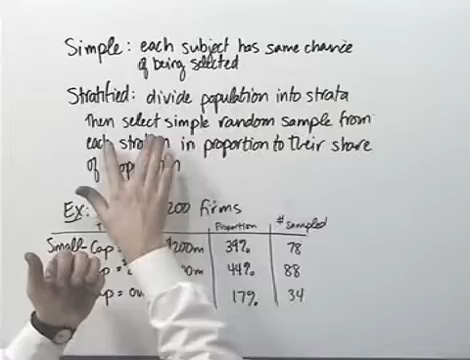 Simple: each subject has same chance
of being selected
Stratified: divide population into strata
Then select simple random sample from
each in proportion to their share
of
Ex: 200 firms
Proportion # Sampled
Small-Cap 39% 78
44% 88
17% 34